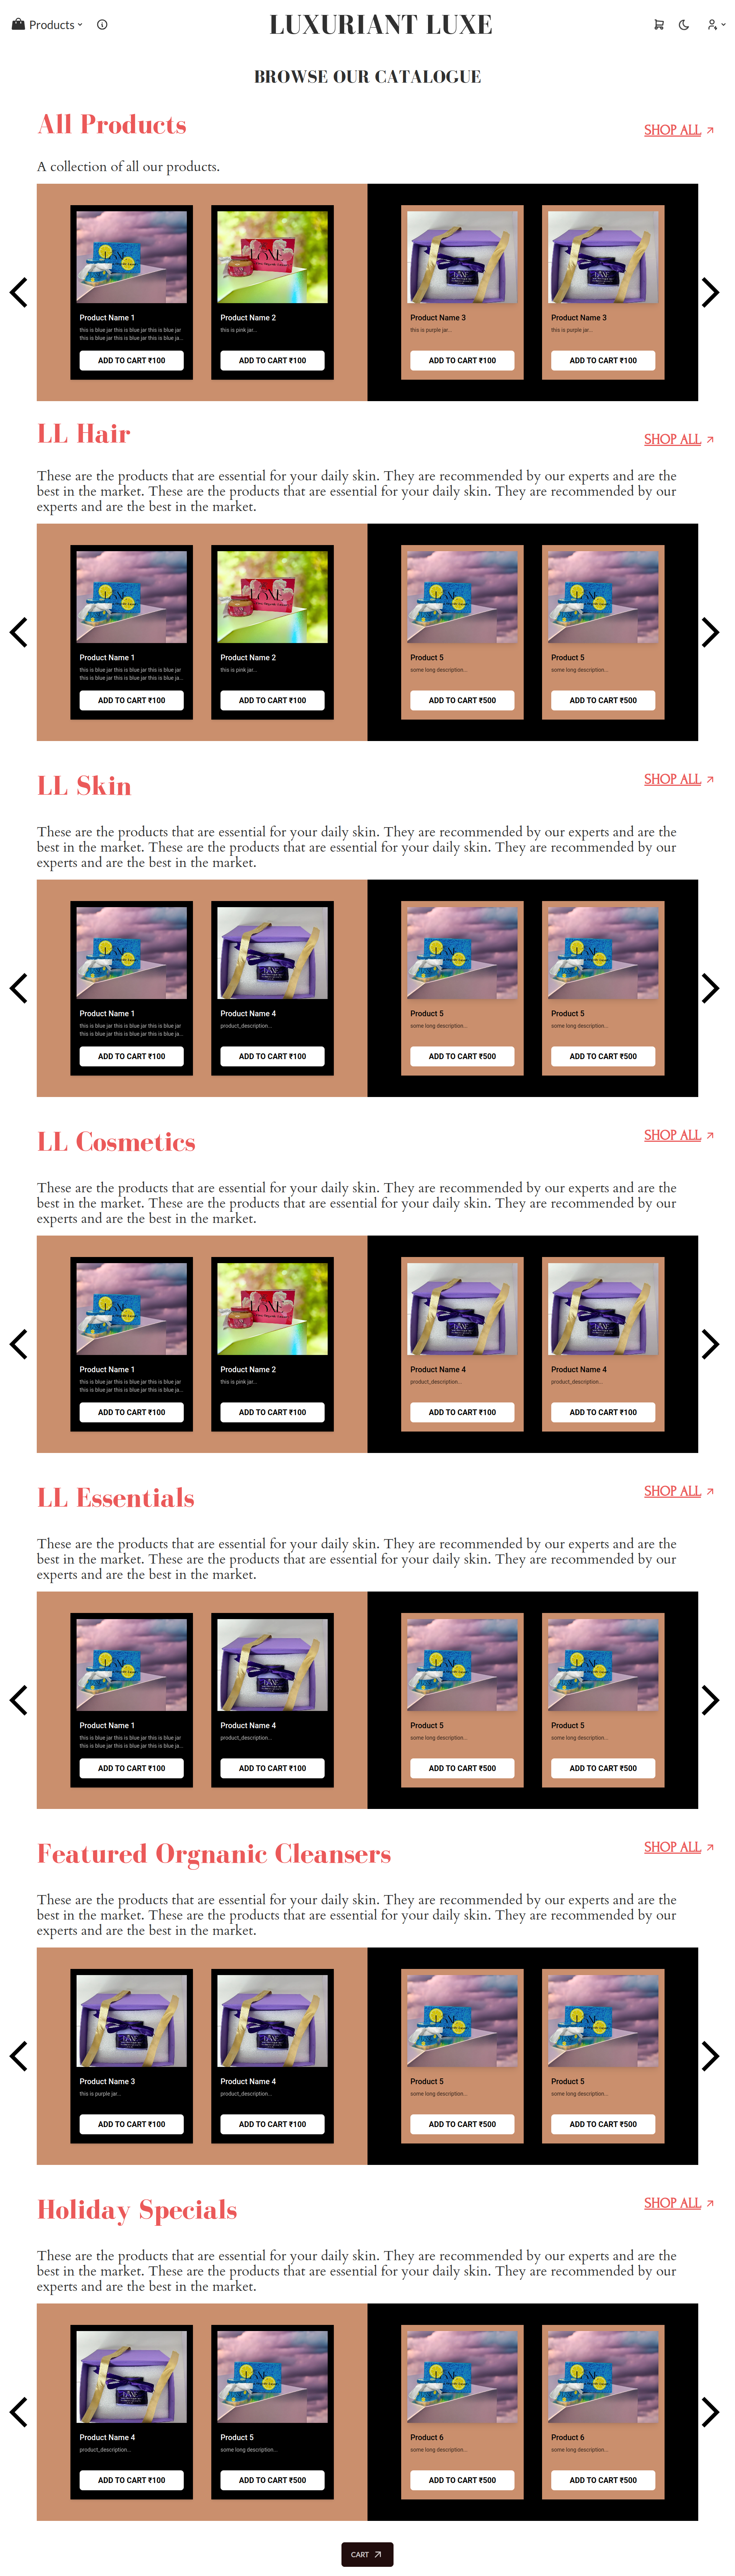 Products
LUXURIANT LUXE
BROWSE OUR CATALOGUE
All Products
SHOP ALL
A collection of all our products.
Product Name 1
this is blue jar this is blue jar this is blue jar
this is blue jar this is blue jar this is blue ja...
ADD TO CART ₹100
Product Name 2
this is pink jar...
ADD TO CART ₹100
Product Name 3
this is purple jar...
ADD TO CART ₹100
Product Name 3
this is purple jar...
ADD TO CART ₹100
LL Hair
SHOP ALL
These are the products that are essential for your daily skin. They are recommended by our experts and are the
best in the market. These are the products that are essential for your daily skin. They are recommended by our
experts and are the best in the market.
Product Name 1
this is blue jar this is blue jar this is blue jar
this is blue jar this is blue jar this is blue ja...
ADD TO CART ₹100
Product Name 2
this is pink jar...
ADD TO CART ₹100
Product 5
some long description...
ADD TO CART ₹500
Product 5
some long description...
ADD TO CART ₹500
LL Skin
SHOP ALL
These are the products that are essential for your daily skin. They are recommended by our experts and are the
best in the market. These are the products that are essential for your daily skin. They are recommended by our
experts and are the best in the market.
Product Name 1
this is blue jar this is blue jar this is blue jar
this is blue jar this is blue jar this is blue ja...
ADD TO CART ₹100
Product Name 4
product_description...
ADD TO CART ₹100
Product 5
some long description...
ADD TO CART ₹500
Product 5
some long description...
ADD TO CART ₹500
LL Cosmetics
SHOP ALL
These are the products that are essential for your daily skin. They are recommended by our experts and are the
best in the market. These are the products that are essential for your daily skin. They are recommended by our
experts and are the best in the market.
Product Name 1
this is blue jar this is blue jar this is blue jar
this is blue jar this is blue jar this is blue ja...
ADD TO CART ₹100
Product Name 2
this is pink jar...
ADD TO CART ₹100
Product Name 4
product_description...
ADD TO CART ₹100
Product Name 4
product_description...
ADD TO CART ₹100
LL Essentials
SHOP ALL
These are the products that are essential for your daily skin. They are recommended by our experts and are the
best in the market. These are the products that are essential for your daily skin. They are recommended by our
experts and are the best in the market.
Product Name 1
this is blue jar this is blue jar this is blue jar
this is blue jar this is blue jar this is blue ja...
ADD TO CART ₹100
Product Name 4
product_description...
ADD TO CART ₹100
Product 5
some long description...
ADD TO CART ₹500
Product 5
some long description...
ADD TO CART ₹500
Featured Orgnanic Cleansers
SHOP ALL
These are the products that are essential for your daily skin. They are recommended by our experts and are the
best in the market. These are the products that are essential for your daily skin. They are recommended by our
experts and are the best in the market.
Product Name 3
this is purple jar...
ADD TO CART ₹100
Product Name 4
product_description...
ADD TO CART ₹100
Product 5
some long description...
ADD TO CART ₹500
Product 5
some long description...
ADD TO CART ₹500
Holiday Specials
SHOP ALL
These are the products that are essential for your daily skin. They are recommended by our experts and are the
best in the market. These are the products that are essential for your daily skin. They are recommended by our
experts and are the best in the market.
Product Name 4
product_description...
ADD TO CART ₹100
Product 5
some long description...
ADD TO CART ₹500
Product 6
some long description...
ADD TO CART ₹500
Product 6
some long description...
ADD TO CART ₹500
CART